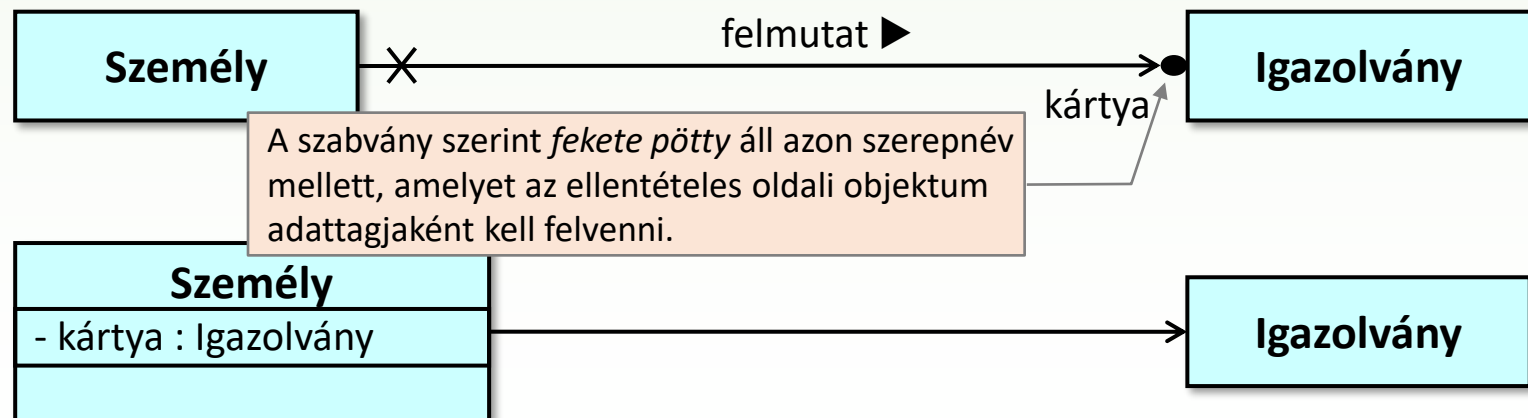 felmutat ▶
Személy
Igazolvány
kártya
A szabvány szerint fekete pötty áll azon szerepnév
mellett, amelyet az ellentételes oldali objektum
adattagjaként kell felvenni.
Személy
- kártya : Igazolvány
Igazolvány